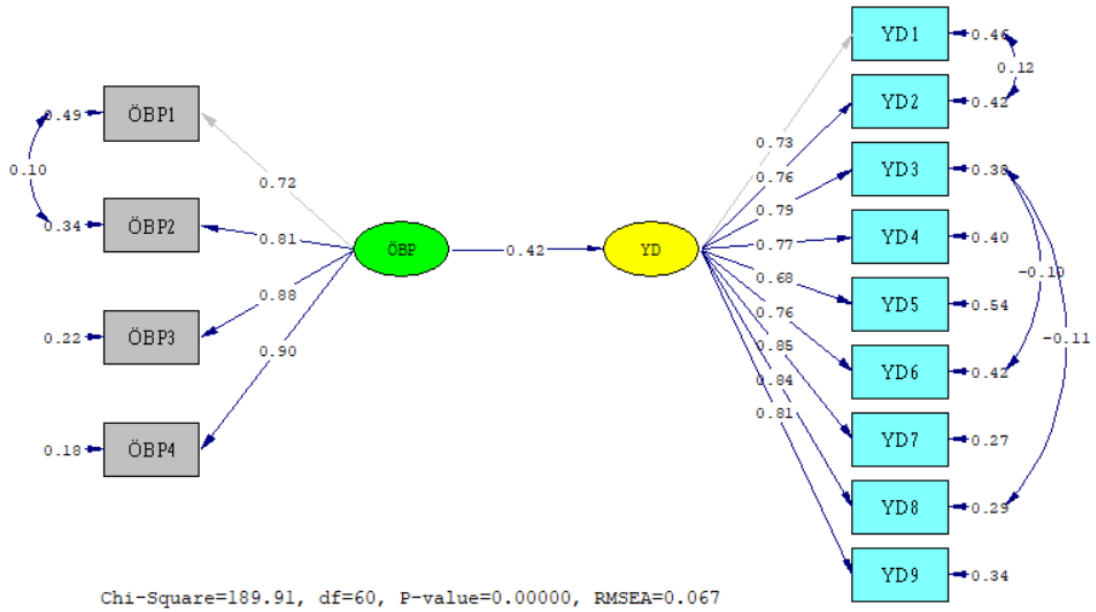 ÖBP1
ÖBP2
ÖBP3
ÖBP4
0.49
0.34
0.22
0.18
0.10
0.72
0.81
0.88
0.90
ÖBP
0.42
YD
0.73
0.76
0.79
0.77
0.68
0.76
0.85
0.84
0.81
YD1
YD2
YD3
YD4
YD5
YD6
YD7
YD8
YD9
0.46
0.42
0.38
0.40
0.54
0.42
0.27
0.29
0.34
0.12
-0.10
-0.11
Chi-Square=189.91, df=60, P-value=0.00000, RMSEA=0.067